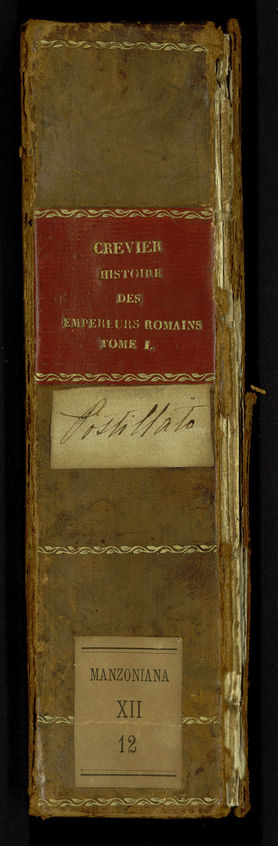 CREVIER
HISTOIRE
DES
EMPEREURS ROMAINS
TOME I.
Postillato
MANZONIANA
XII
12